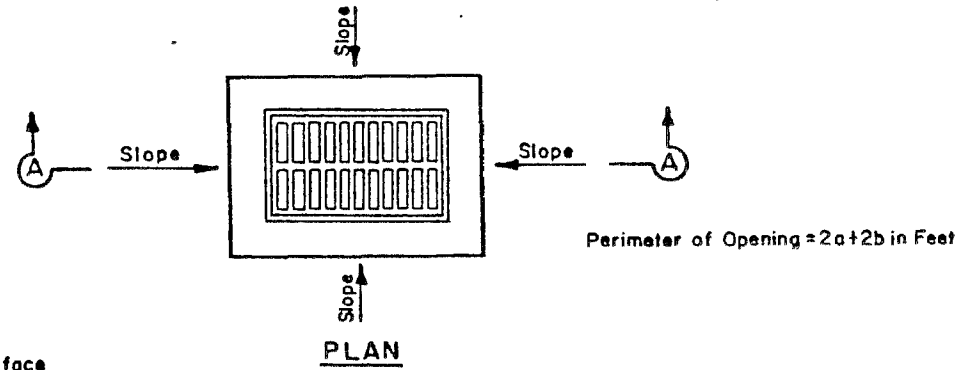 Slope
A
Slope
Slope
A
Perimeter of Opening = 2a+2b in Feet
Slope
PLAN
face